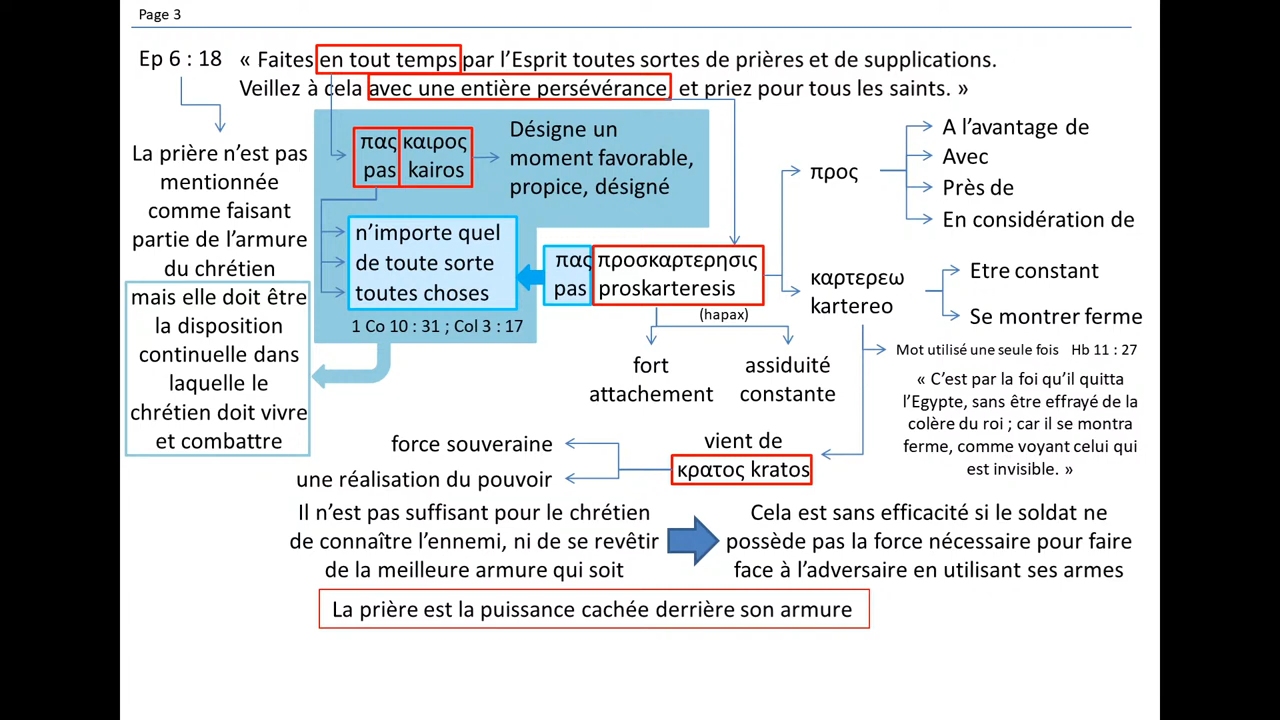 Page 3
Ep 6 : 18
« Faites en tout temps par l’Esprit toutes sortes de prières et de supplications.
Veillez à cela avec une entière persévérance, et priez pour tous les saints. »
La prière n’est pas
mentionnée
comme faisant
partie de l’armure
du chrétien
mais elle doit être
la disposition
continuelle dans
laquelle le
chrétien doit vivre
et combattre
πας καιρος
pas kairos
Désigne un
moment favorable,
propice, désigné
n’importe quel
de toute sorte
toutes choses
1 Co 10 : 31 ; Col 3 : 17
πας προσκαρτερησις
pas proskarteresis
(hapax)
fort
attachement
assiduité
constante
προς
A l’avantage de
Avec
Près de
En considération de
καρτερεω
kartereo
Etre constant
Se montrer ferme
Mot utilisé une seule fois Hb 11 : 27
« C’est par la foi qu’il quitta
l’Egypte, sans être effrayé de la
colère du roi ; car il se montra
ferme, comme voyant celui qui
est invisible. »
vient de
κρατος kratos
force souveraine
une réalisation du pouvoir
Il n’est pas suffisant pour le chrétien
de connaître l’ennemi, ni de se revêtir
de la meilleure armure qui soit
Cela est sans efficacité si le soldat ne
possède pas la force nécessaire pour faire
face à l’adversaire en utilisant ses armes
La prière est la puissance cachée derrière son armure